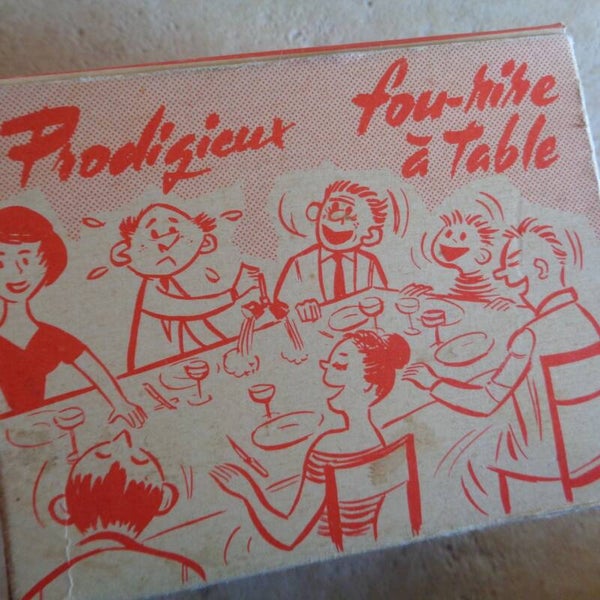 Prodigieux
fou-rire
à Table